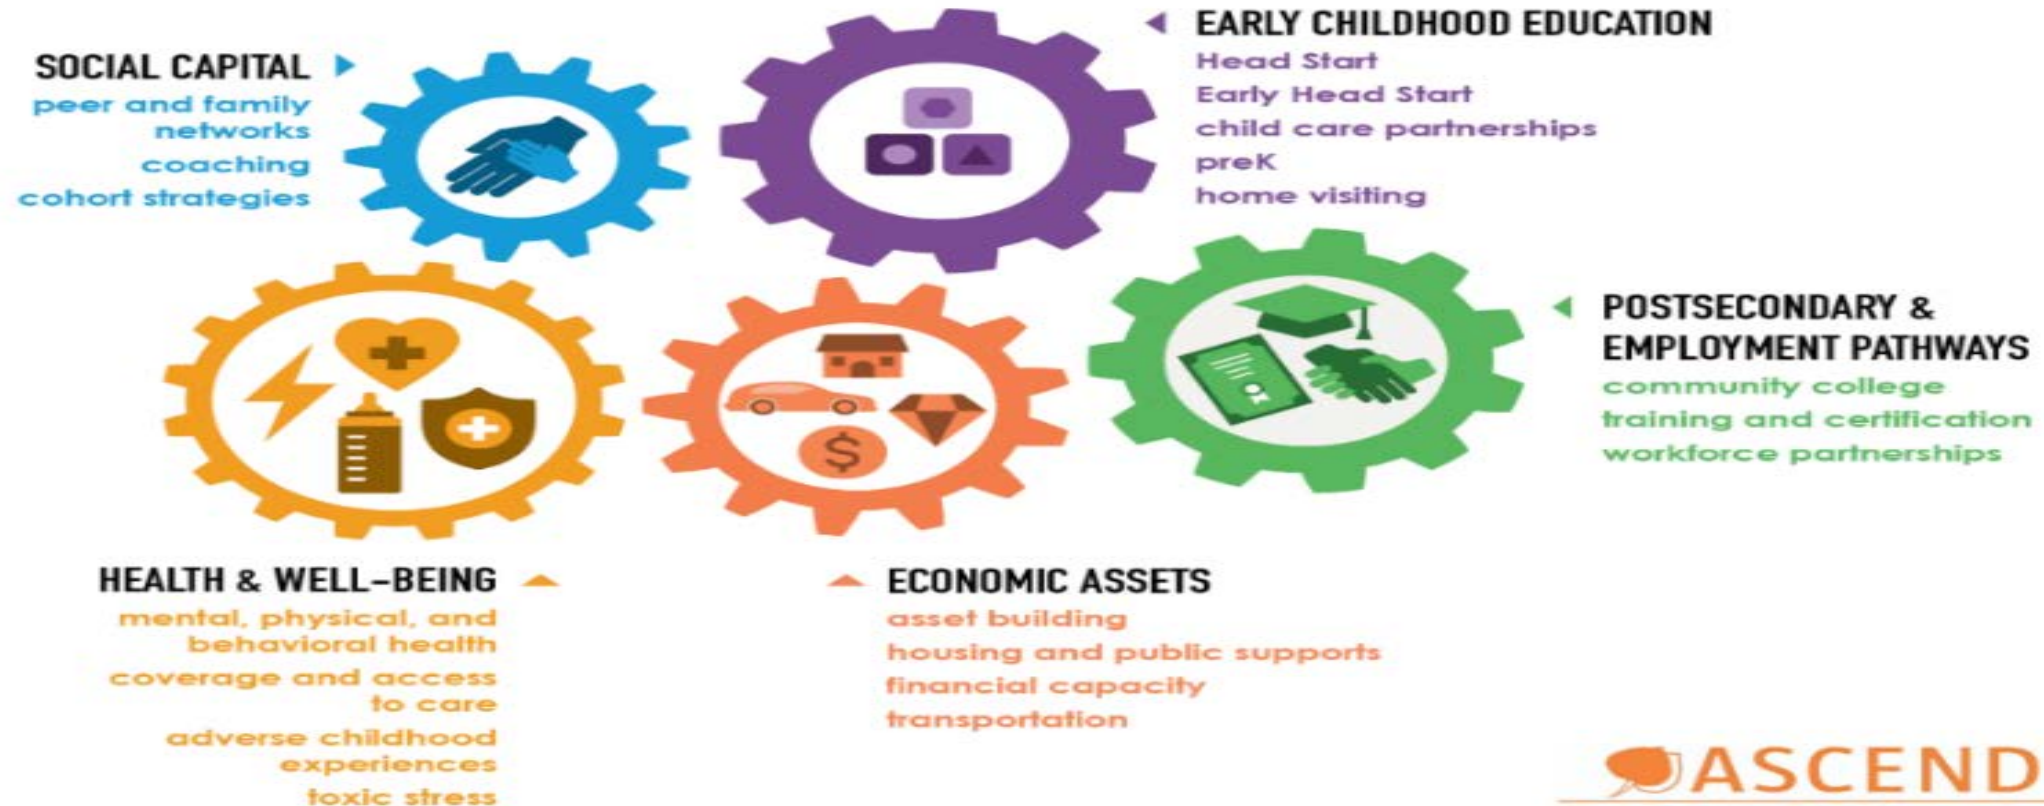 SOCIAL CAPITAL
peer and family
networks
coaching
cohort strategies
EARLY CHILDHOOD EDUCATION
Head Start
Early Head Start
child care partnerships
preK
home visiting
POSTSECONDARY &
EMPLOYMENT PATHWAYS
community college
training and certification
workforce partnerships
$
HEALTH & WELL-BEING
mental, physical, and
behavioral health
coverage and access
to care
adverse childhood
experiences
toxic stress
ECONOMIC ASSETS
asset building
housing and public supports
financial capacity
transportation
ASCEND